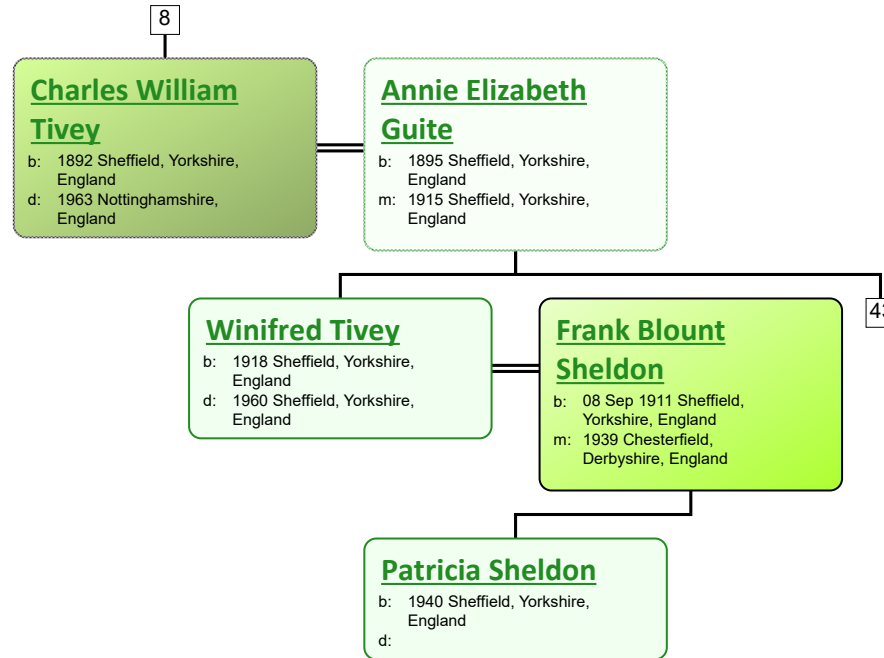 8
Charles William
Tivey
b: 1892 Sheffield, Yorkshire,
England
d: 1963 Nottinghamshire,
England
Annie Elizabeth
Guite
b: 1895 Sheffield, Yorkshire,
England
m: 1915 Sheffield, Yorkshire,
England
Winifred Tivey
b: 1918 Sheffield, Yorkshire,
England
d: 1960 Sheffield, Yorkshire,
England
Frank Blount
Sheldon
b: 08 Sep 1911 Sheffield,
Yorkshire, England
m: 1939 Chesterfield,
Derbyshire, England
Patricia Sheldon
b: 1940 Sheffield, Yorkshire,
England
d: